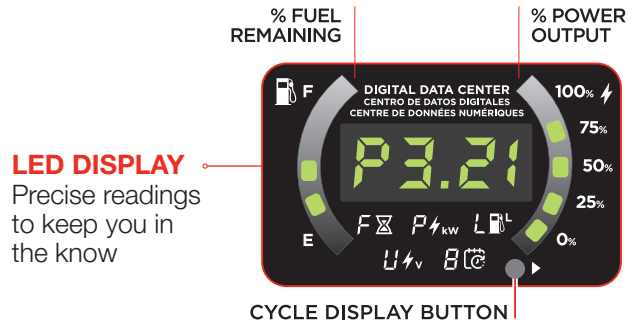 % FUEL
REMAINING
% POWER
OUTPUT
F
DIGITAL DATA CENTER
CENTRO DE DATOS DIGITALES
CENTRE DE DONNÉES NUMÉRIQUES
100%
75%
P3.21
50%
25%
0%
E
F P kW L L
U V 8
LED DISPLAY
Precise readings
to keep you in
the know
CYCLE DISPLAY BUTTON